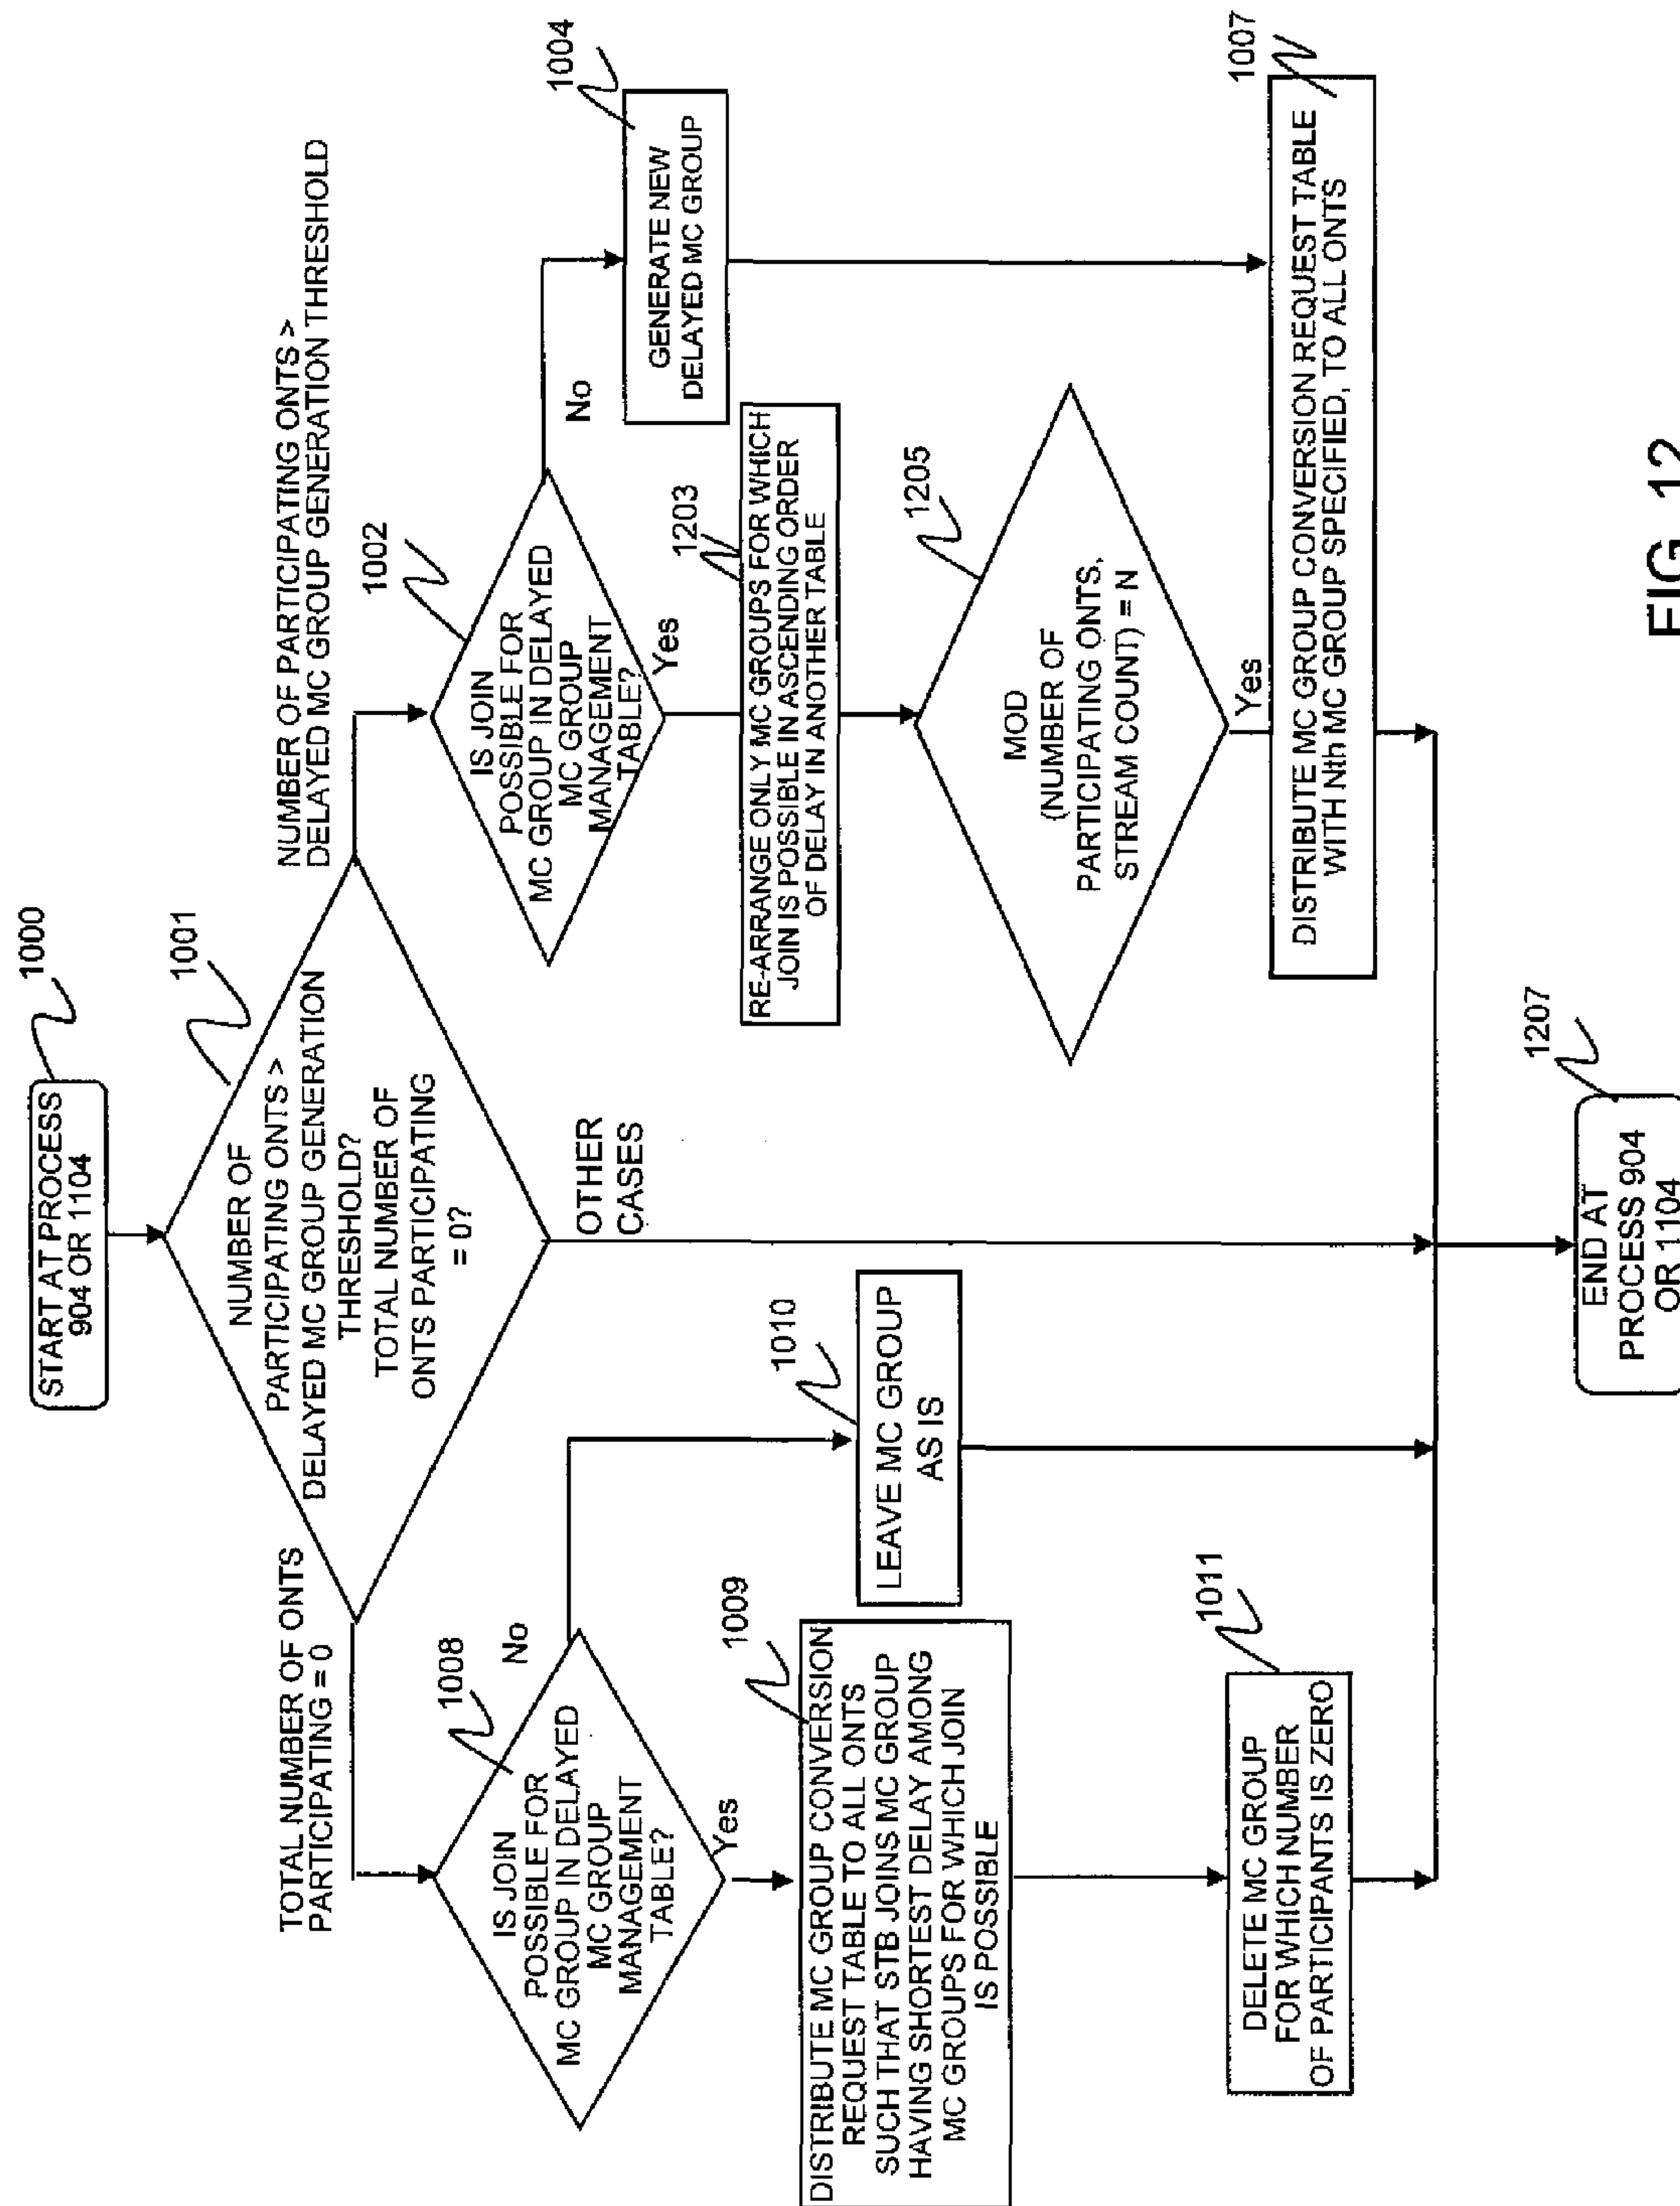 START AT PROCESS
904 OR 1104
1000
NUMBER OF
PARTICIPATING ONTS >
DELAYED MC GROUP GENERATION
THRESHOLD?
TOTAL NUMBER OF
ONTS PARTICIPATING
= 0?
1001
TOTAL NUMBER OF ONTS
PARTICIPATING = 0
NUMBER OF PARTICIPATING ONTS >
DELAYED MC GROUP GENERATION THRESHOLD
OTHER
CASES
IS JOIN
POSSIBLE FOR
MC GROUP IN DELAYED
MC GROUP
MANAGEMENT
TABLE?
1008
No
Yes
DISTRIBUTE MC GROUP CONVERSION
REQUEST TABLE TO ALL ONTS
SUCH THAT STB JOINS MC GROUP
HAVING SHORTEST DELAY AMONG
MC GROUPS FOR WHICH JOIN
IS POSSIBLE
1009
LEAVE MC GROUP
AS IS
1010
DELETE MC GROUP
FOR WHICH NUMBER
OF PARTICIPANTS IS ZERO
1011
IS JOIN
POSSIBLE FOR
MC GROUP IN DELAYED
MC GROUP
MANAGEMENT
TABLE?
1002
No
Yes
GENERATE NEW
DELAYED MC GROUP
1004
RE-ARRANGE ONLY MC GROUPS FOR WHICH
JOIN IS POSSIBLE IN ASCENDING ORDER
OF DELAY IN ANOTHER TABLE
1203
MOD
(NUMBER OF
PARTICIPATING ONTS,
STREAM COUNT) = N
1205
Yes
DISTRIBUTE MC GROUP CONVERSION REQUEST TABLE
WITH Nth MC GROUP SPECIFIED, TO ALL ONTS
1007
END AT
PROCESS 904
OR 1104
1207
FIG. 12